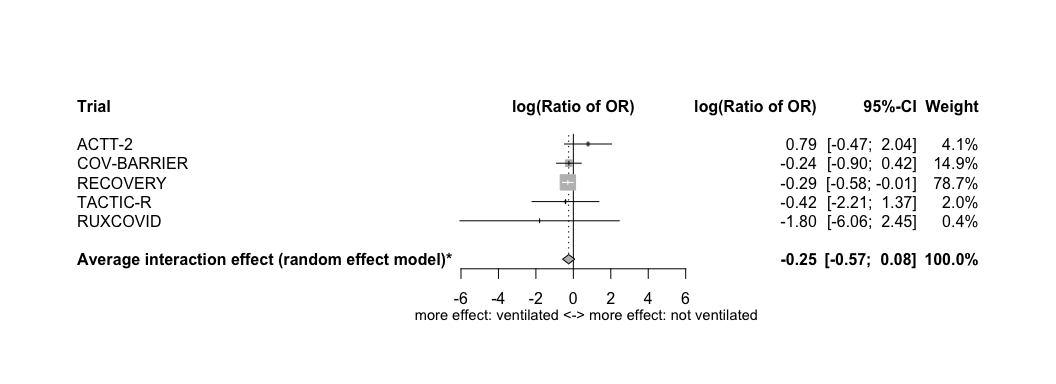 Trial log(Ratio of OR) log(Ratio of OR) 95%-CI Weight
ACTT-2 0.79 [-0.47; 2.04] 4.1%
COV-BARRIER -0.24 [-0.90; 0.42] 14.9%
RECOVERY -0.29 [-0.58; -0.01] 78.7%
TACTIC-R -0.42 [-2.21; 1.37] 2.0%
RUXCOVID -1.80 [-6.06; 2.45] 0.4%
Average interaction effect (random effect model)* -0.25 [-0.57; 0.08] 100.0%
-6 -4 -2 0 2 4 6
more effect: ventilated <-> more effect: not ventilated